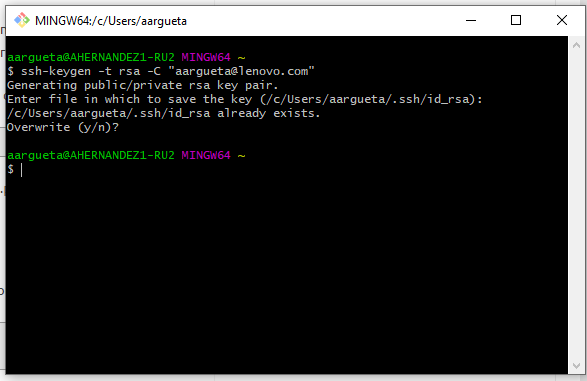 MINGW64:/c/Users/aargueta
aargueta@AHERNANDEZ1-RU2 MINGW64 ~
$ ssh-keygen -t rsa -C "aargueta@lenovo.com"
Generating public/private rsa key pair.
Enter file in which to save the key (/c/Users/aargueta/.ssh/id_rsa):
/c/Users/aargueta/.ssh/id_rsa already exists.
Overwrite (y/n)?
aargueta@AHERNANDEZ1-RU2 MINGW64 ~
$